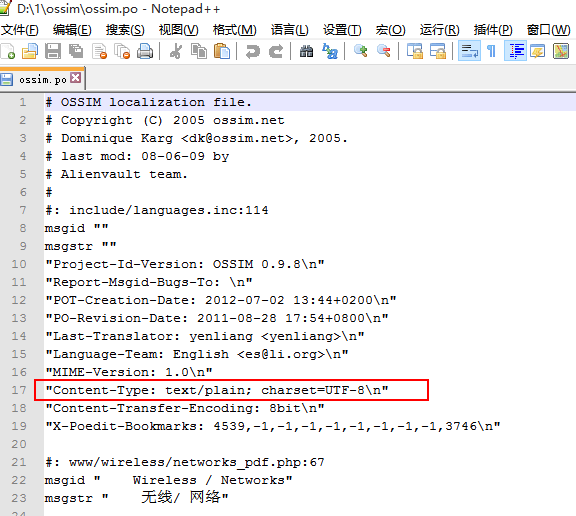 D:\1\ossim\ossim.po - Notepad++
文件(F) 编辑(E) 搜索(S) 视图(V) 格式(M) 语言(L) 设置(T) 宏(O) 运行(R) 插件(P) 窗口(W)
ossim.po
1 # OSSIM localization file.
2 # Copyright (C) 2005 ossim.net
3 # Dominique Karg <dk@ossim.net>, 2005.
4 # last mod: 08-06-09 by
5 # Alienvault team.
6 #
7 #: include/languages.inc:114
8 msgid ""
9 msgstr ""
10 "Project-Id-Version: OSSIM 0.9.8\n"
11 "Report-Msgid-Bugs-To: \n"
12 "POT-Creation-Date: 2012-07-02 13:44+0200\n"
13 "PO-Revision-Date: 2011-08-28 17:54+0800\n"
14 "Last-Translator: yenliang <yenliang>\n"
15 "Language-Team: English <es@li.org>\n"
16 "MIME-Version: 1.0\n"
17 "Content-Type: text/plain; charset=UTF-8\n"
18 "Content-Transfer-Encoding: 8bit\n"
19 "X-Poedit-Bookmarks: 4539,-1,-1,-1,-1,-1,-1,-1,-1,3746\n"
20
21 #: www/wireless/networks_pdf.php:67
22 msgid "    Wireless / Networks"
23 msgstr "    无线/ 网络"